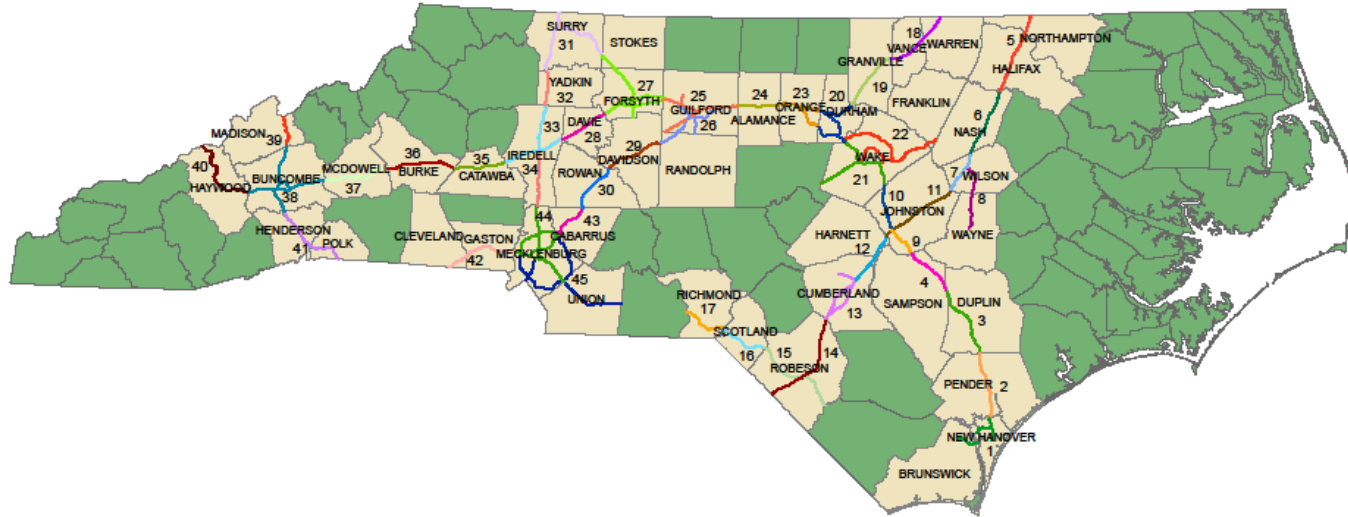 SURRY
31
STOKES
18
VANCE
WARREN
5
NORTHAMPTON
GRANVILLE
HALIFAX
YADKIN
32
27
FORSYTH
25
GUILFORD
26
24
ALAMANCE
23
ORANGE
20
DURHAM
19
FRANKLIN
6
NASH
MADISON
39
33
DAVIE
28
29
DAVIDSON
RANDOLPH
22
WAKE
21
40
HAYWOOD
BUNCOMBE
38
MCDOWELL
37
36
BURKE
35
CATAWBA
IREDELL
34
ROWAN
30
7
WILSON
8
10
11
JOHNSTON
WAYNE
HENDERSON
41
POLK
CLEVELAND
GASTON
42
44
43
CABARRUS
MECKLENBURG
45
UNION
HARNETT
12
9
CUMBERLAND
13
4
SAMPSON
DUPLIN
3
RICHMOND
17
SCOTLAND
16
15
14
ROBESON
PENDER
2
NEW HANOVER
1
BRUNSWICK